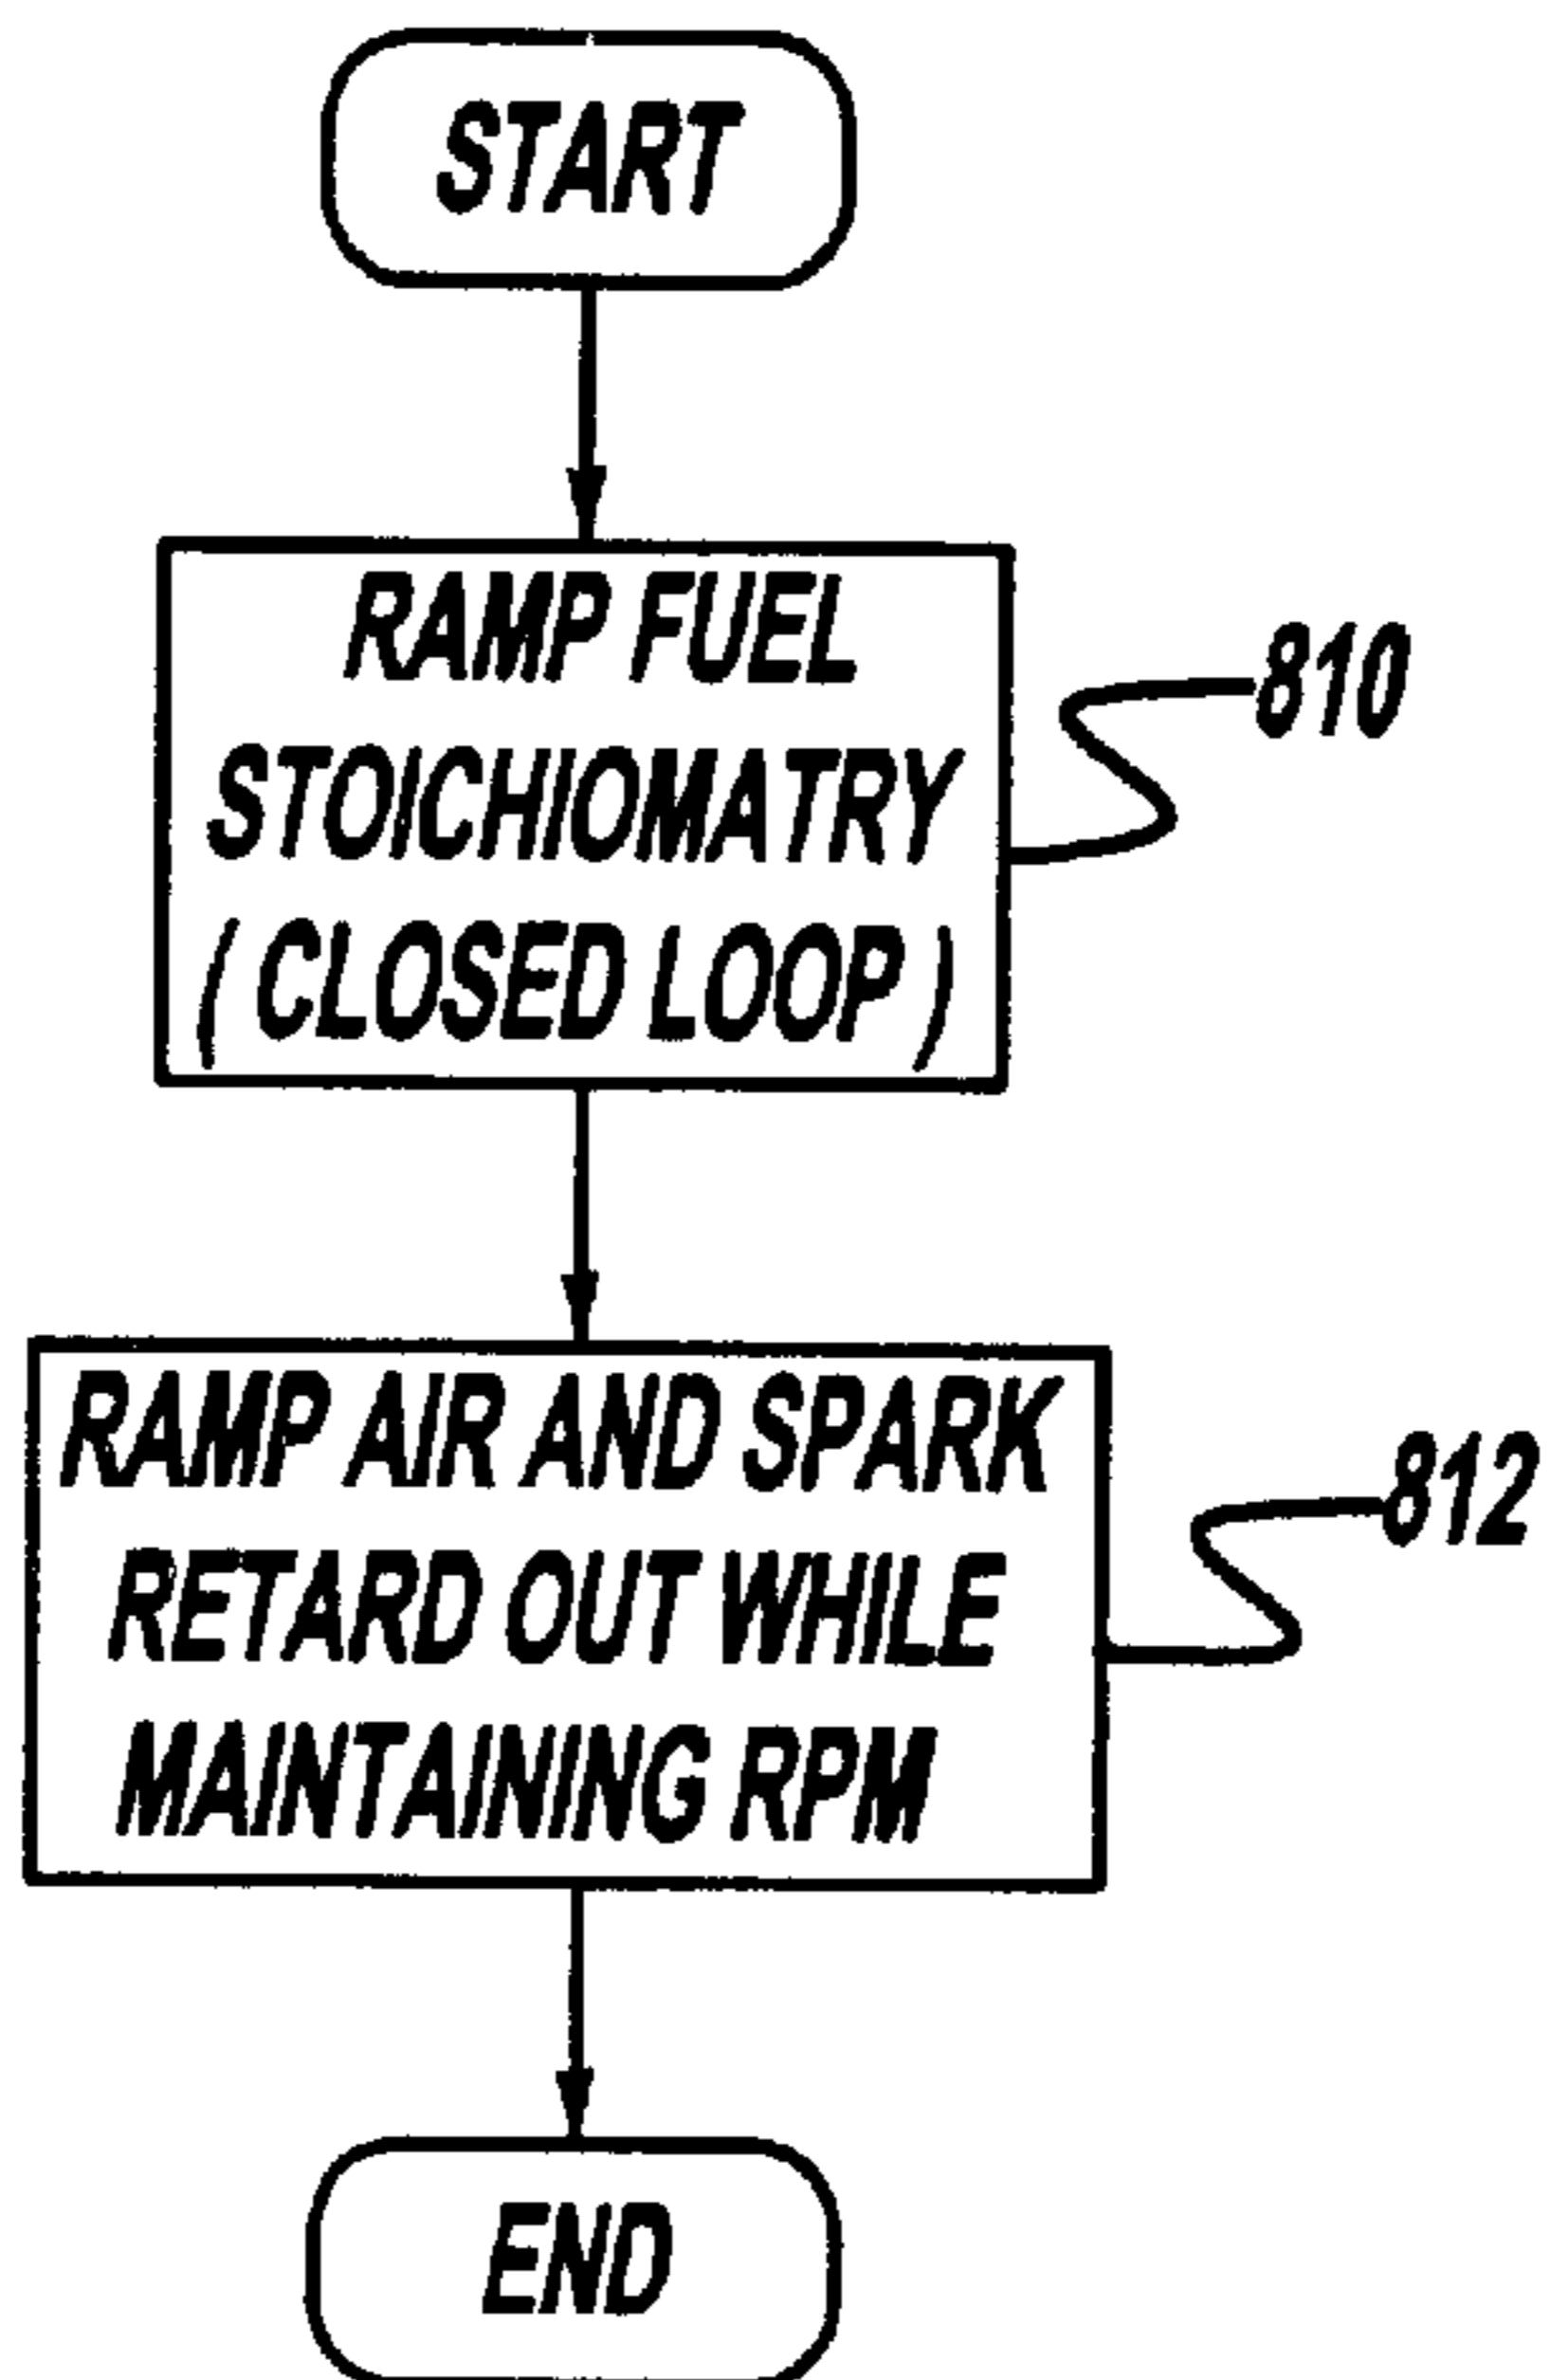 START
RAMP FUEL
STOICHIOMATRY
(CLOSED LOOP)
810
RAMP AIR AND SPARK
RETARD OUT WHILE
MAINTAINING RPM
812
END